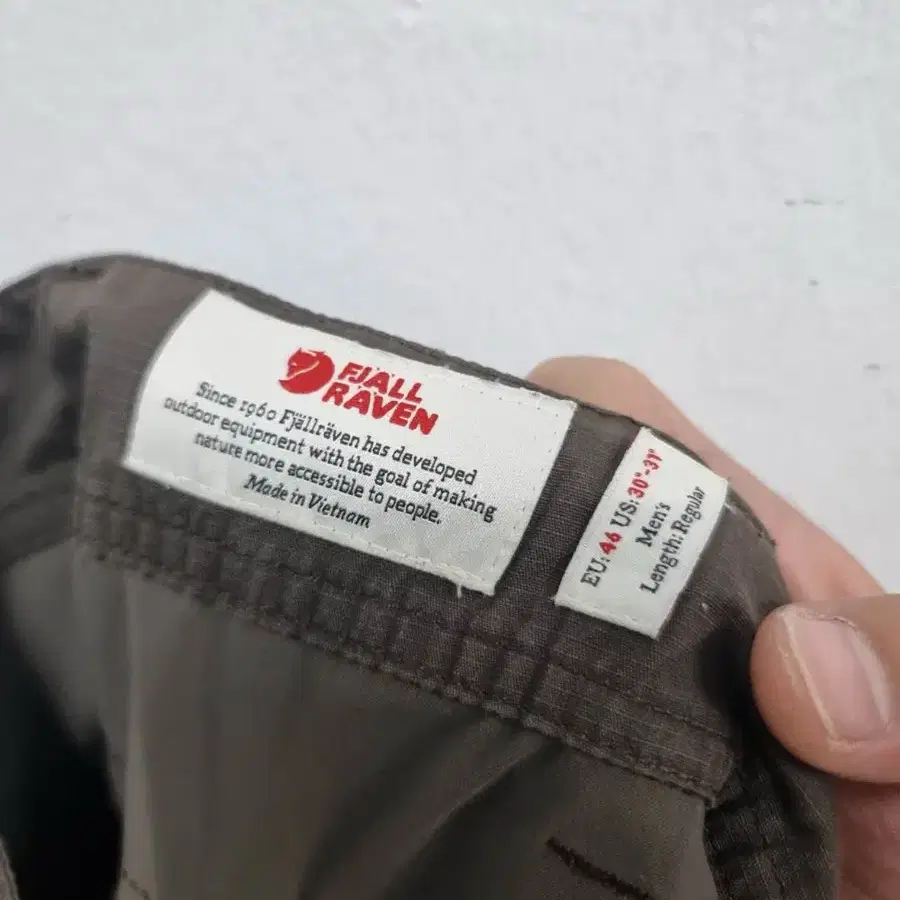 FJÄLL
RÄVEN
Since 1960 Fjällräven has developed
outdoor equipment with the goal of making
nature more accessible to people.
Made in Vietnam
EU: 46 US: 30"-31"
Men's
Length: Regular